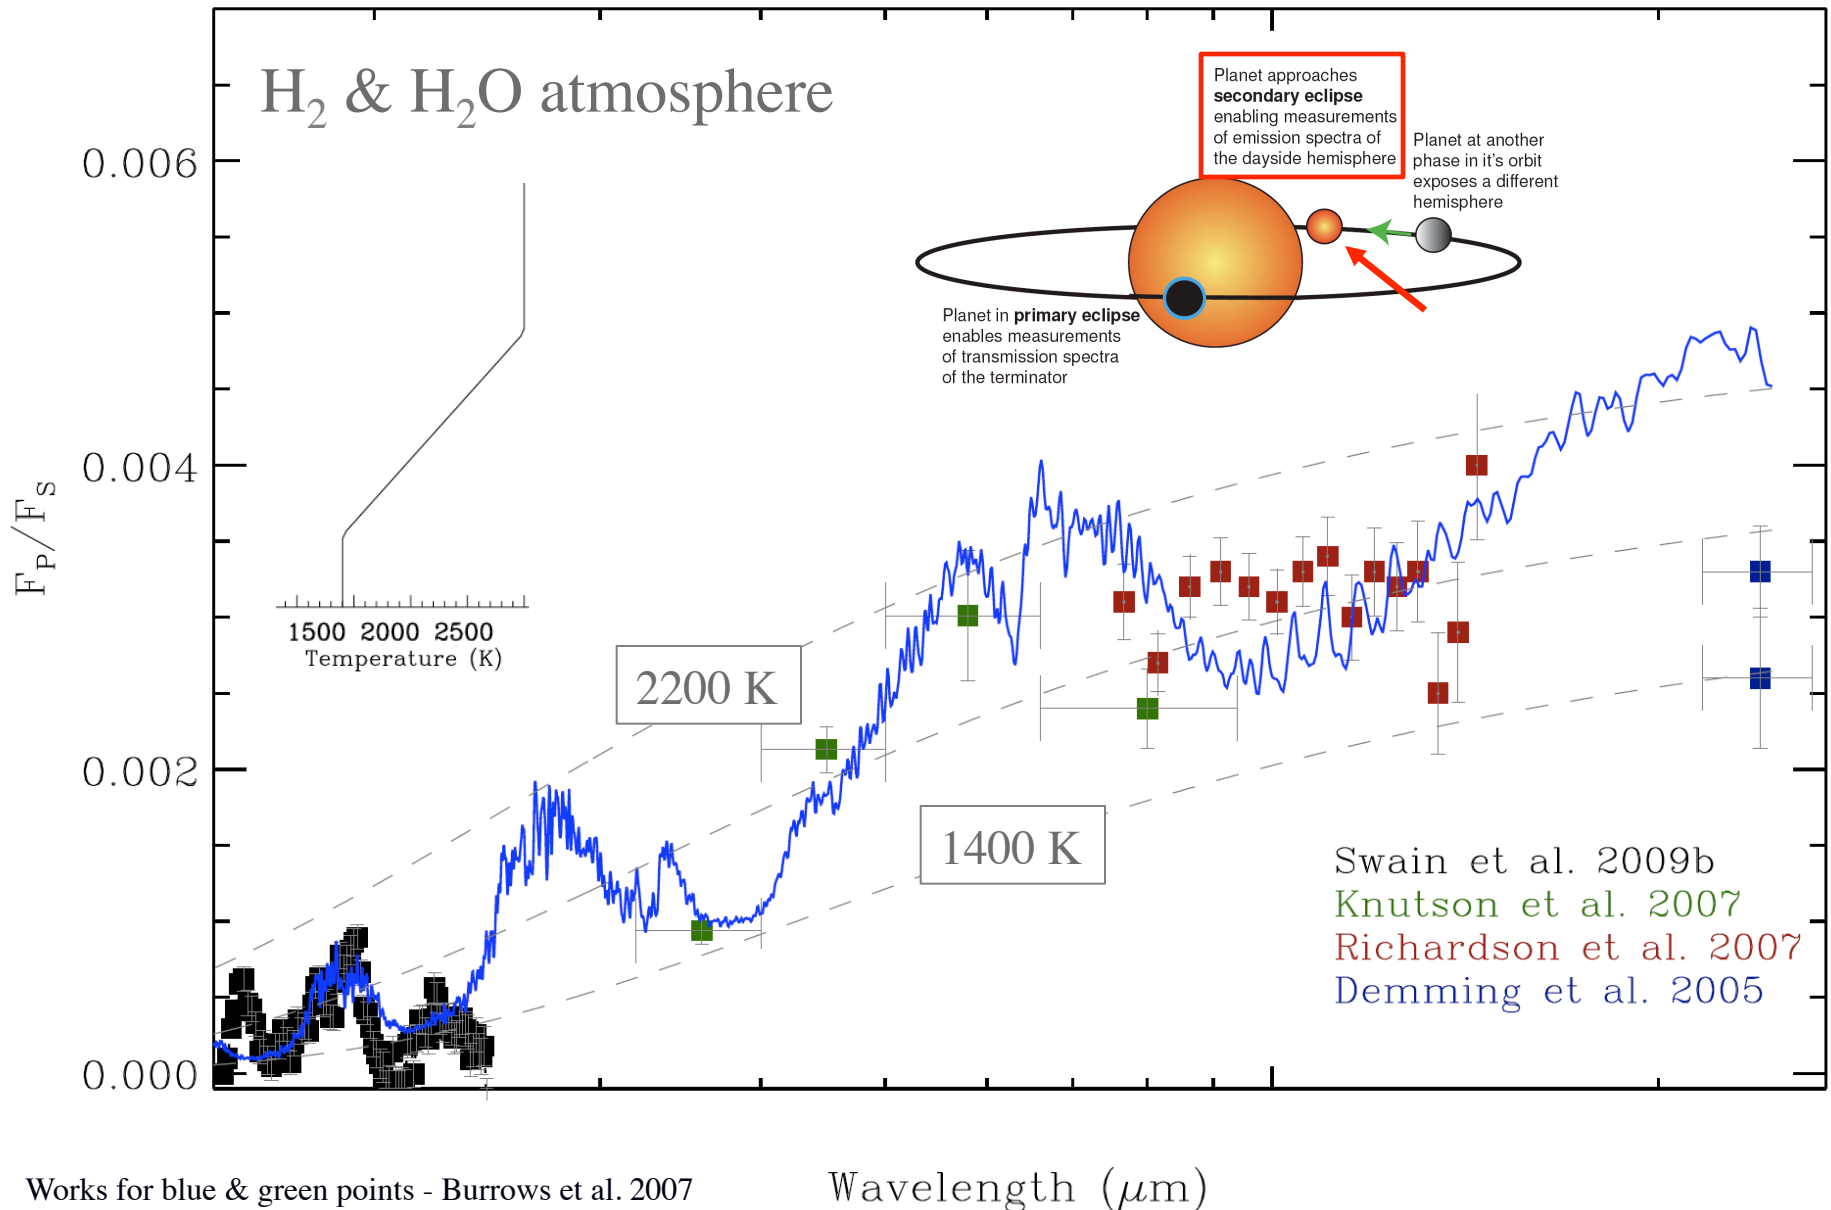 H2 & H2O atmosphere
Planet approaches
secondary eclipse
enabling measurements
of emission spectra of
the dayside hemisphere
Planet at another
phase in it's orbit
exposes a different
hemisphere
Planet in primary eclipse
enables measurements
of transmission spectra
of the terminator
0.006
0.004
0.002
0.000
FP/FS
1500 2000 2500
Temperature (K)
2200 K
1400 K
Swain et al. 2009b
Knutson et al. 2007
Richardson et al. 2007
Demming et al. 2005
Works for blue & green points - Burrows et al. 2007
Wavelength (μm)